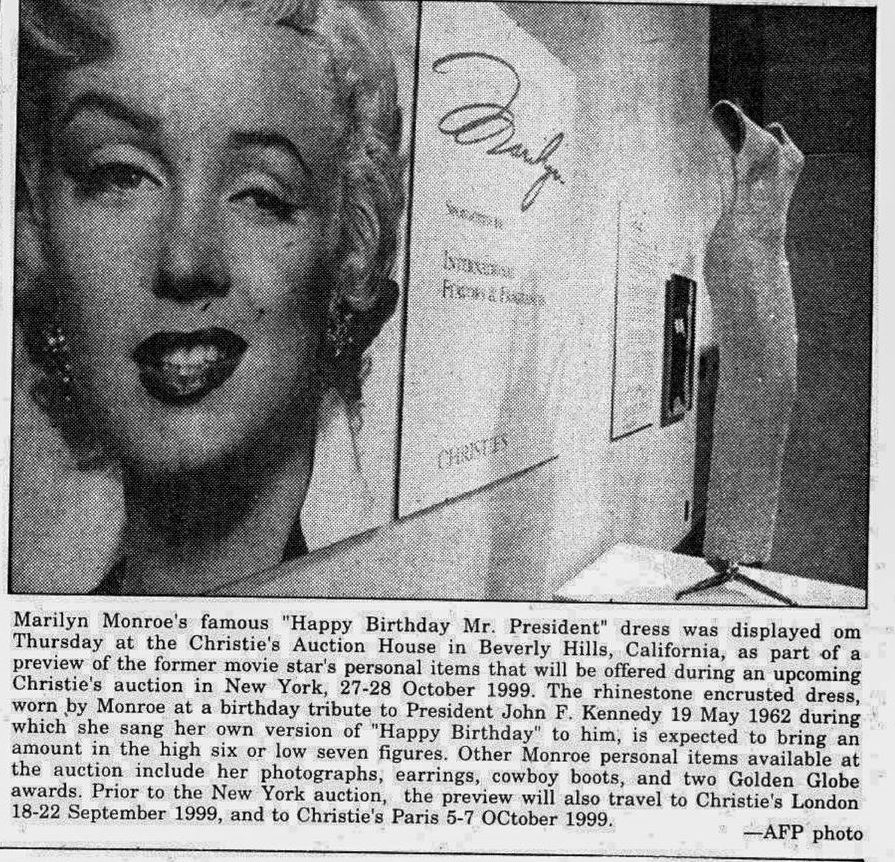 Marilyn
INTERNATIONAL
CHRISTIE'S
Marilyn Monroe's famous "Happy Birthday Mr. President" dress was displayed om
Thursday at the Christie's Auction House in Beverly Hills, California, as part of a
preview of the former movie star's personal items that will be offered during an upcoming
Christie's auction in New York, 27-28 October 1999. The rhinestone encrusted dress,
worn by Monroe at a birthday tribute to President John F. Kennedy 19 May 1962 during
which she sang her own version of "Happy Birthday" to him, is expected to bring an
amount in the high six or low seven figures. Other Monroe personal items available at
the auction include her photographs, earrings, cowboy boots, and two Golden Globe
awards. Prior to the New York auction, the preview will also travel to Christie's London
18-22 September 1999, and to Christie's Paris 5-7 OCtober 1999.
—AFP photo